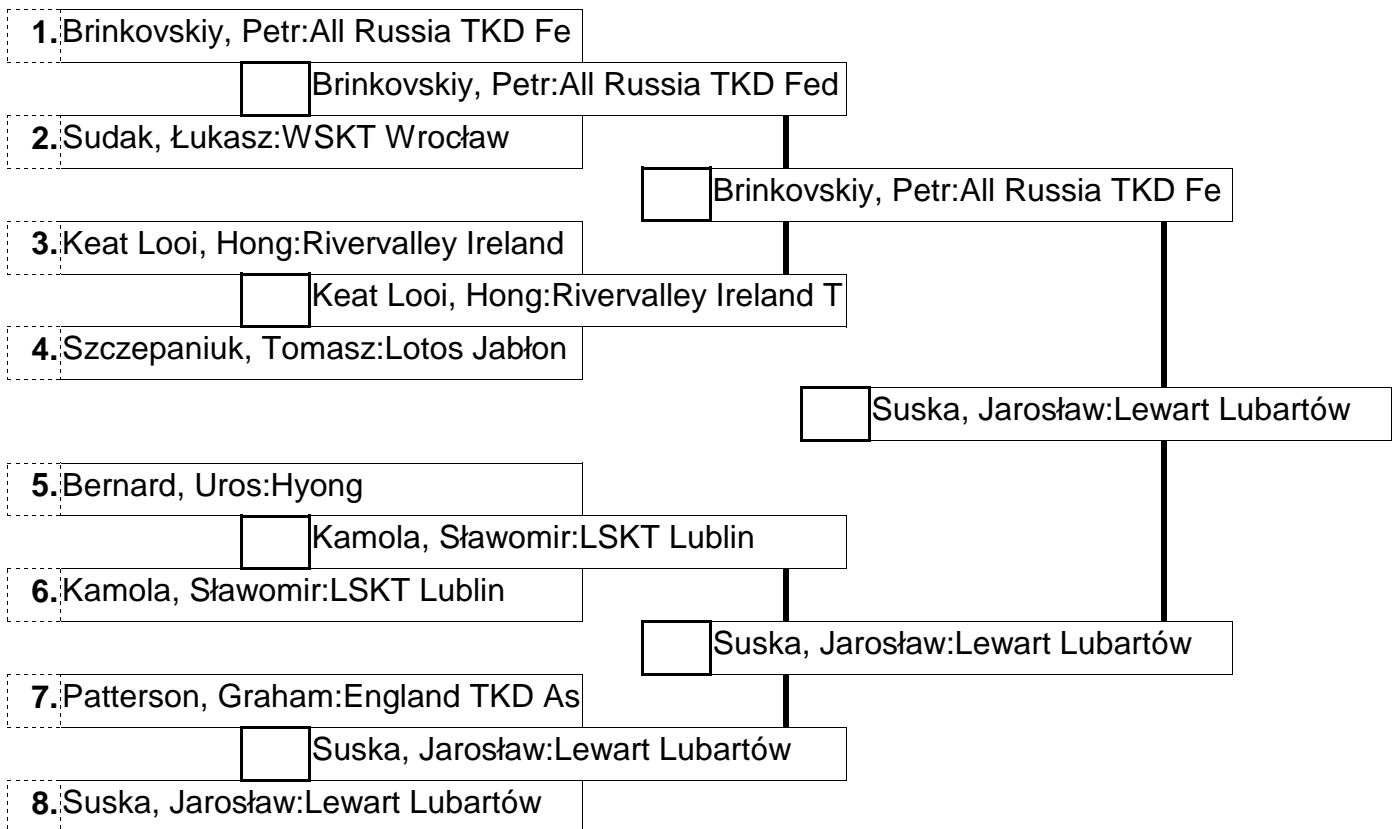 1. Brinkovskiy, Petr:All Russia TKD Fe
Brinkovskiy, Petr:All Russia TKD Fed
2. Sudak, Łukasz:WSKT Wrocław
Brinkovskiy, Petr:All Russia TKD Fe
3. Keat Looi, Hong:Rivervalley Ireland
Keat Looi, Hong:Rivervalley Ireland T
4. Szczepaniuk, Tomasz:Lotos Jabłon
Suska, Jarosław:Lewart Lubartów
5. Bernard, Uros:Hyong
Kamola, Sławomir:LSKT Lublin
6. Kamola, Sławomir:LSKT Lublin
Suska, Jarosław:Lewart Lubartów
7. Patterson, Graham:England TKD As
Suska, Jarosław:Lewart Lubartów
8. Suska, Jarosław:Lewart Lubartów